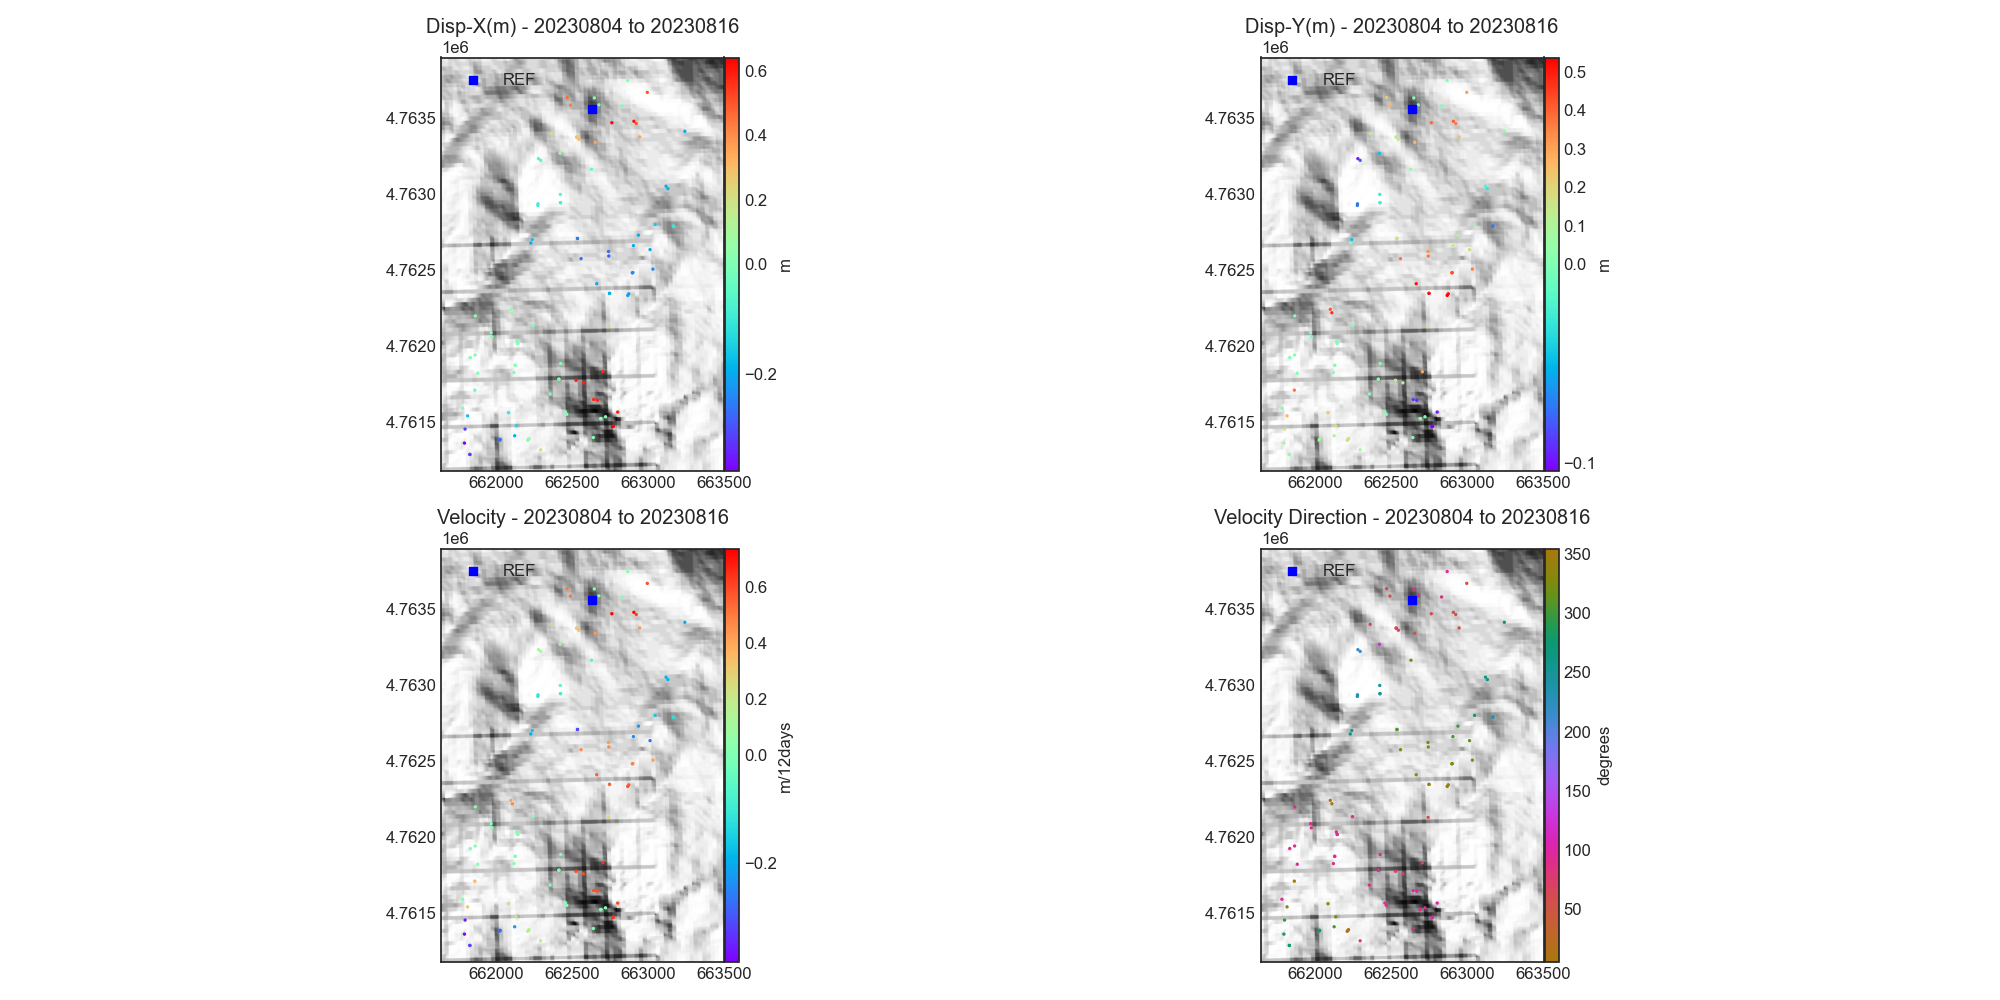 Disp-X(m) - 20230804 to 20230816
1e6
REF
4.7635
4.7630
4.7625
4.7620
4.7615
662000 662500 663000 663500
0.6
0.4
0.2
0.0
−0.2
m
Disp-Y(m) - 20230804 to 20230816
1e6
REF
4.7635
4.7630
4.7625
4.7620
4.7615
662000 662500 663000 663500
0.5
0.4
0.3
0.2
0.1
0.0
−0.1
m
Velocity - 20230804 to 20230816
1e6
REF
4.7635
4.7630
4.7625
4.7620
4.7615
662000 662500 663000 663500
0.6
0.4
0.2
0.0
−0.2
m/12days
Velocity Direction - 20230804 to 20230816
1e6
REF
4.7635
4.7630
4.7625
4.7620
4.7615
662000 662500 663000 663500
350
300
250
200
150
100
50
degrees